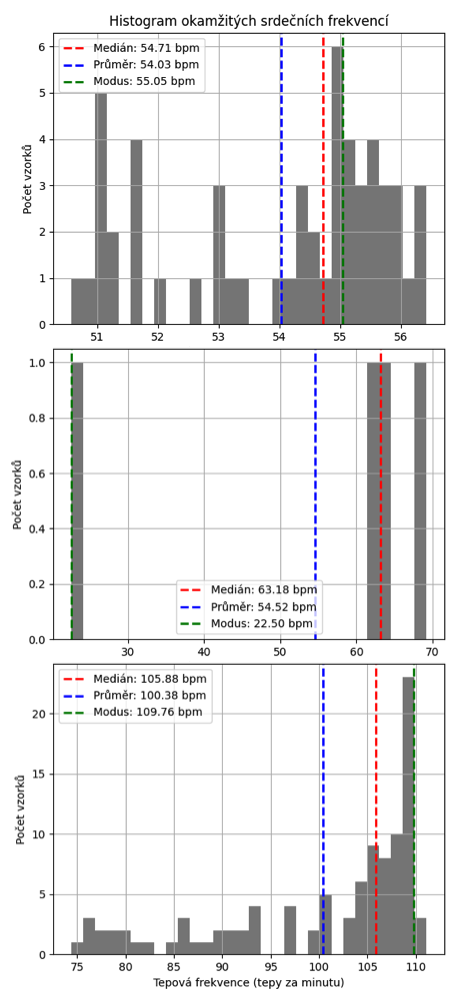 Histogram okamžitých srdečních frekvencí
Medián: 54.71 bpm
Průměr: 54.03 bpm
Modus: 55.05 bpm
Počet vzorků
6
5
4
3
2
1
0
51 52 53 54 55 56
Počet vzorků
1.0
0.8
0.6
0.4
0.2
0.0
Medián: 63.18 bpm
Průměr: 54.52 bpm
Modus: 22.50 bpm
30 40 50 60 70
Medián: 105.88 bpm
Průměr: 100.38 bpm
Modus: 109.76 bpm
Počet vzorků
20
15
10
5
0
75 80 85 90 95 100 105 110
Tepová frekvence (tepy za minutu)